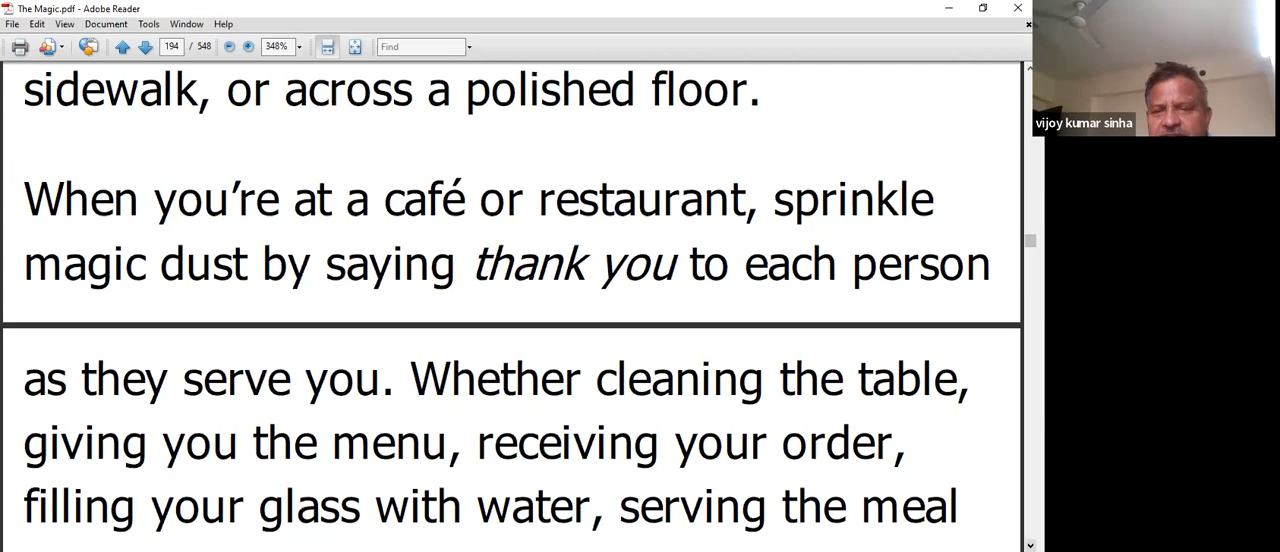 The Magic.pdf - Adobe Reader
File Edit View Document Tools Window Help
194 / 548 348% Find
sidewalk, or across a polished floor.
When you’re at a café or restaurant, sprinkle
magic dust by saying thank you to each person
as they serve you. Whether cleaning the table,
giving you the menu, receiving your order,
filling your glass with water, serving the meal
vijoy kumar sinha